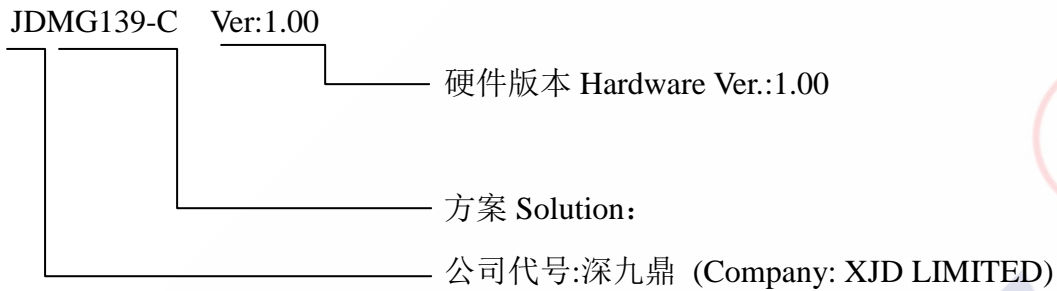 JDMG139-C Ver:1.00
硬件版本 Hardware Ver.:1.00
方案 Solution：
公司代号:深九鼎 (Company: XJD LIMITED)